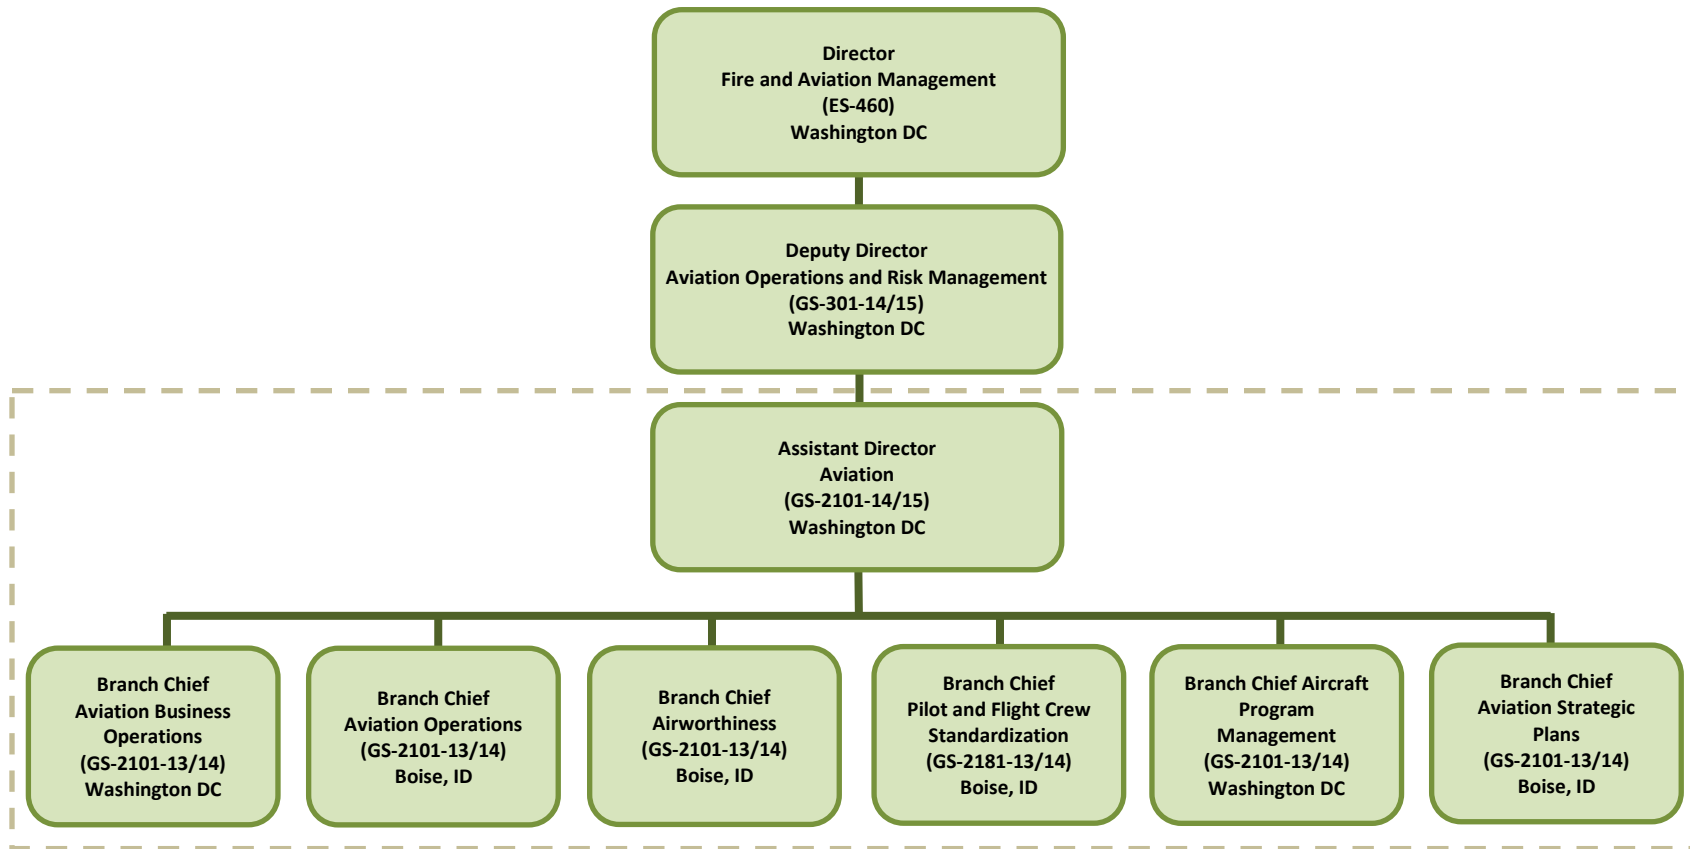 Director
Fire and Aviation Management
(ES-460)
Washington DC
Deputy Director
Aviation Operations and Risk Management
(GS-301-14/15)
Washington DC
Assistant Director
Aviation
(GS-2101-14/15)
Washington DC
Branch Chief
Aviation Business
Operations
(GS-2101-13/14)
Washington DC
Branch Chief
Aviation Operations
(GS-2101-13/14)
Boise, ID
Branch Chief
Airworthiness
(GS-2101-13/14)
Boise, ID
Branch Chief
Pilot and Flight Crew
Standardization
(GS-2181-13/14)
Boise, ID
Branch Chief Aircraft
Program
Management
(GS-2101-13/14)
Washington DC
Branch Chief
Aviation Strategic
Plans
(GS-2101-13/14)
Boise, ID